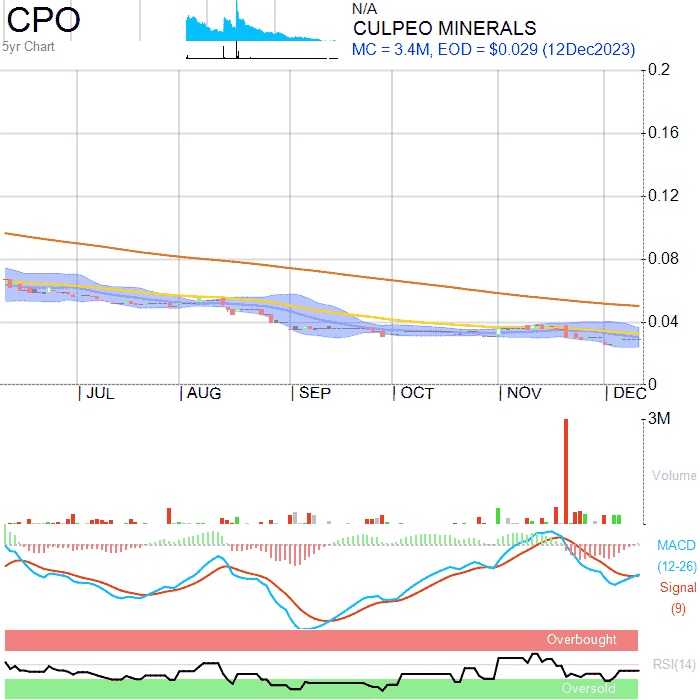 CPO
5yr Chart
N/A
CULPEO MINERALS
MC = 3.4M, EOD = $0.029 (12Dec2023)
0.2
0.16
0.12
0.08
0.04
0
JUL
AUG
SEP
OCT
NOV
DEC
3M
Volume
MACD
(12-26)
Signal
(9)
Overbought
RSI(14)
Oversold